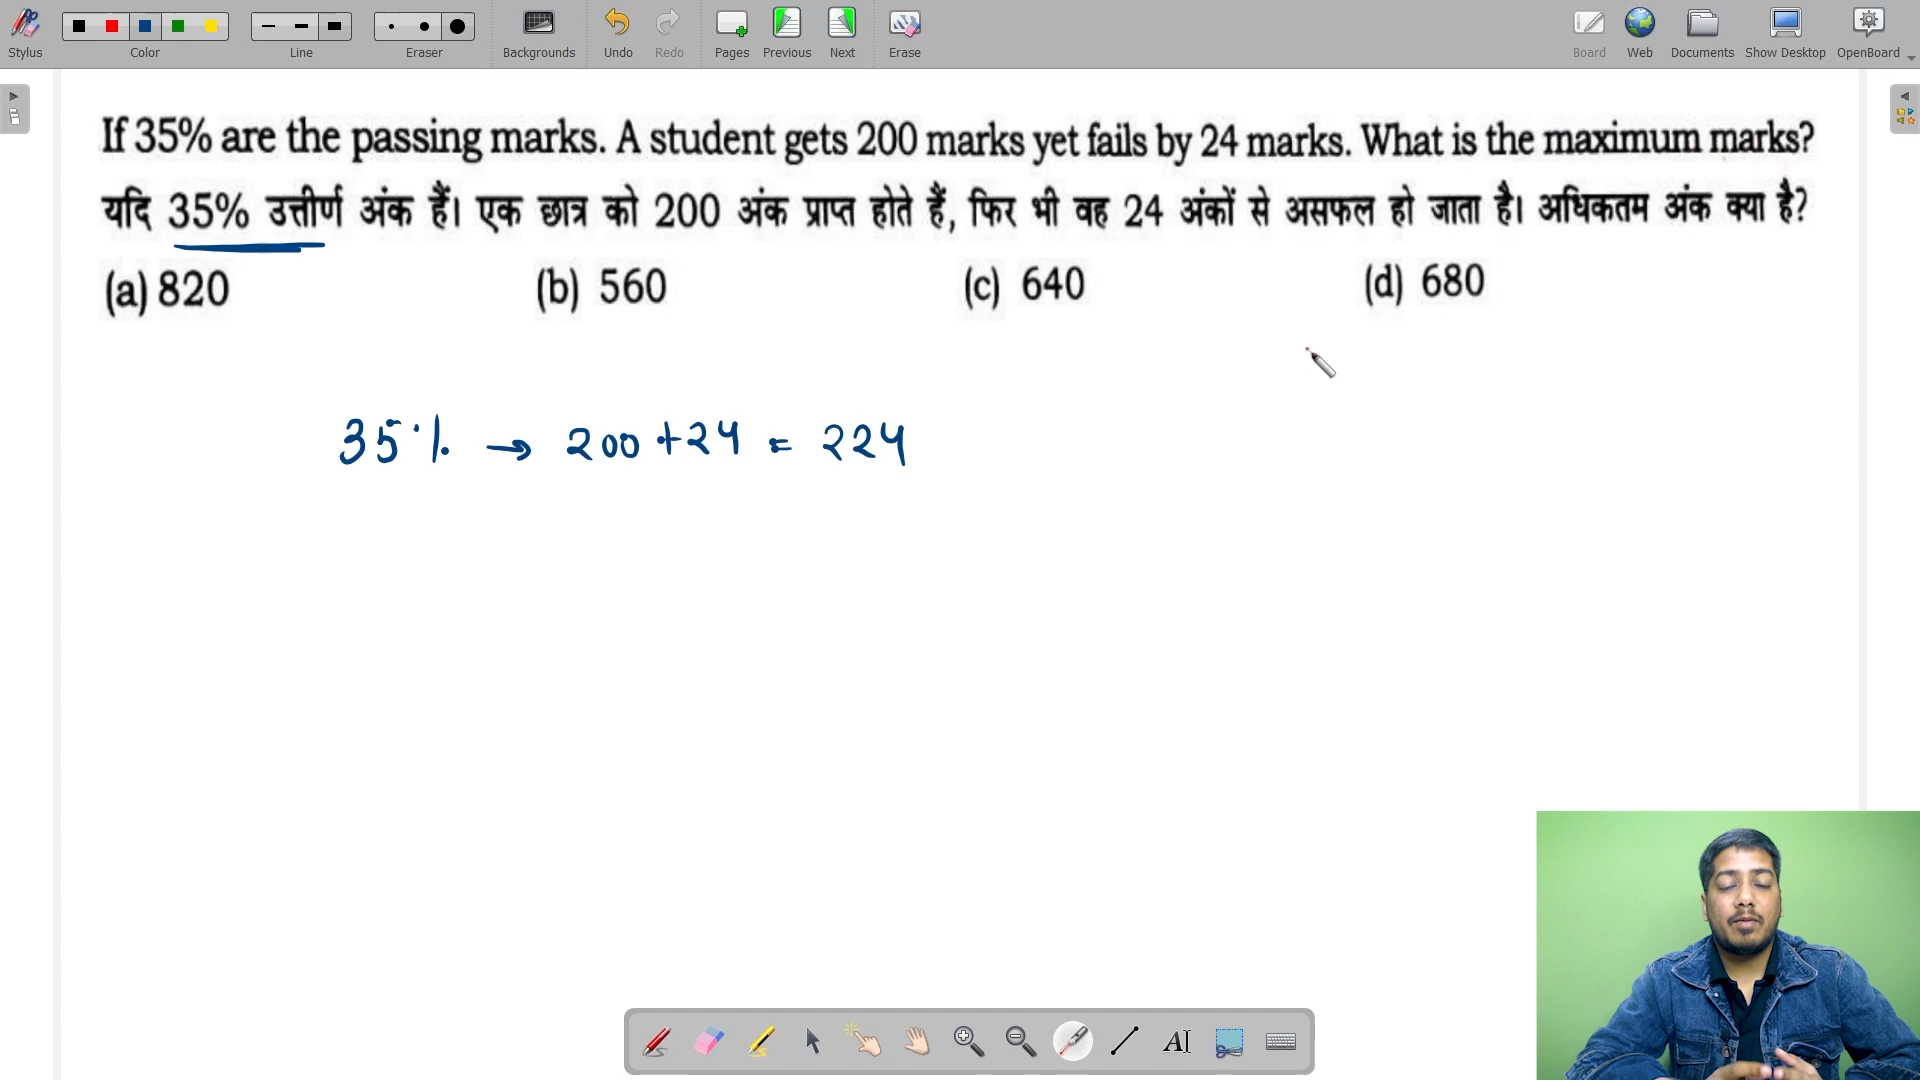 Stylus Color Line Eraser Backgrounds Undo Redo Pages Previous Next Erase Board Web Documents Show Desktop OpenBoard
If 35% are the passing marks. A student gets 200 marks yet fails by 24 marks. What is the maximum marks?
यदि 35% उत्तीर्ण अंक हैं। एक छात्र को 200 अंक प्राप्त होते हैं, फिर भी वह 24 अंकों से असफल हो जाता है। अधिकतम अंक क्या है?
(a) 820 (b) 560 (c) 640 (d) 680
35% → 200 + 24 = 224